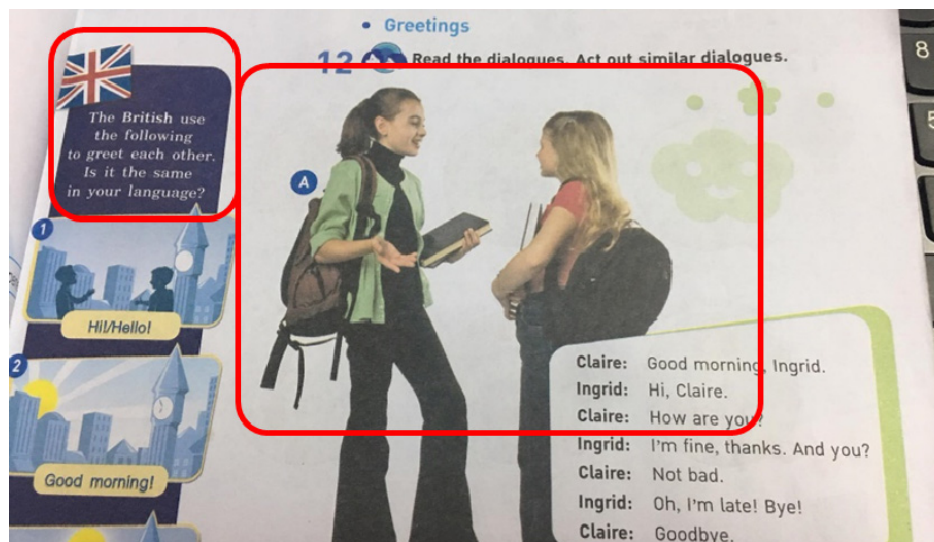 • Greetings
12 Read the dialogues. Act out similar dialogues.
The British use
the following
to greet each other.
Is it the same
in your language?
1
Hi!/Hello!
2
Good morning!
A
Claire: Good morning, Ingrid.
Ingrid: Hi, Claire.
Claire: How are you?
Ingrid: I'm fine, thanks. And you?
Claire: Not bad.
Ingrid: Oh, I'm late! Bye!
Claire: Goodbye.
8
5